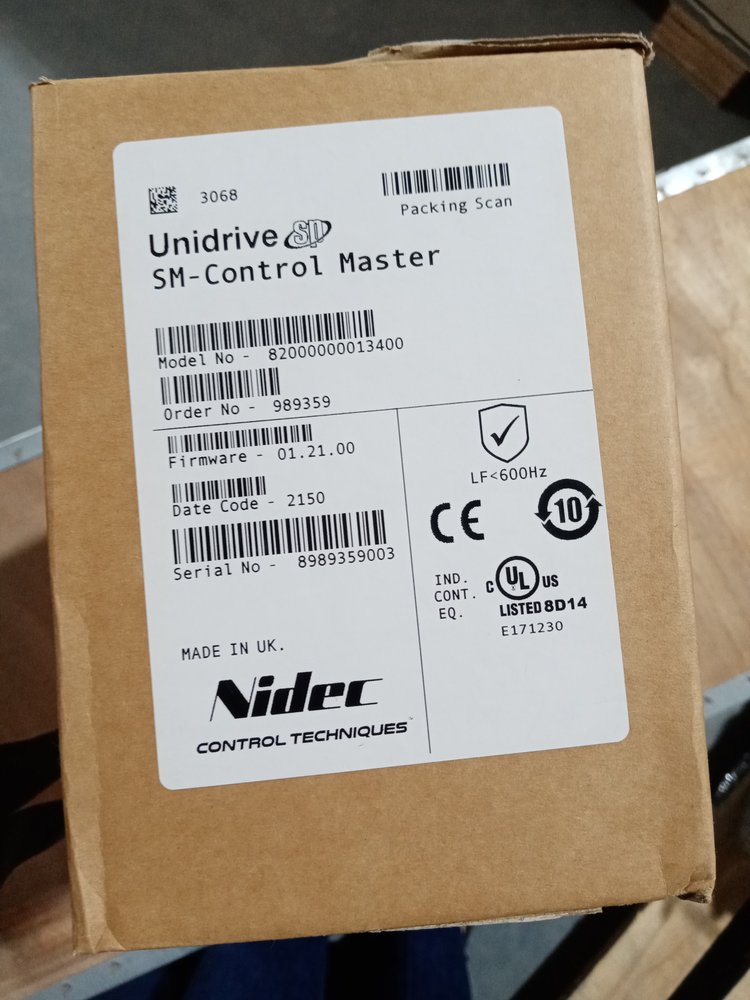 3068
Packing Scan
Unidrive SP
SM-Control Master
Model No - 82000000013400
Order No - 989359
Firmware - 01.21.00
Date Code - 2150
Serial No - 8989359003
LF<600Hz
CE
10
IND.
CONT.
EQ.
C UL US
LISTED 8D14
E171230
MADE IN UK.
Nidec
CONTROL TECHNIQUES